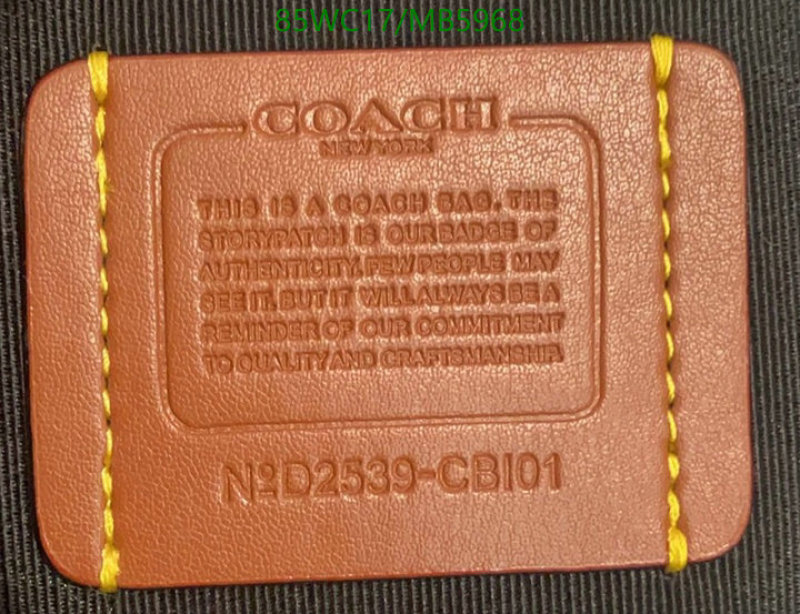 85WC17/MB5968
COACH
NEW YORK
THIS IS A COACH BAG. THE
STORYPATCH IS OUR BADGE OF
AUTHENTICITY. FEW PEOPLE MAY
SEE IT, BUT IT WILL ALWAYS BE A
REMINDER OF OUR COMMITMENT
TO QUALITY AND CRAFTSMANSHIP.
NºD2539-CBI01